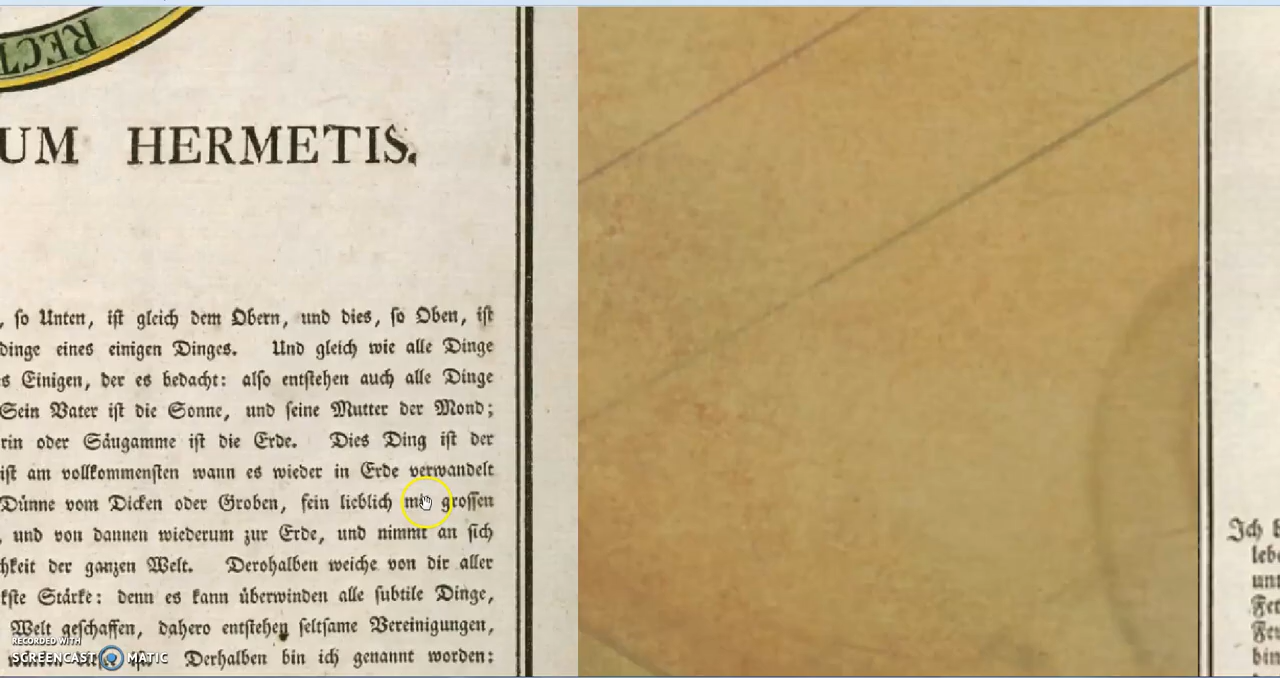 RECT
UM HERMETIS.
, ſo Unten, iſt gleich dem Obern, und dies, ſo Oben, iſt
dinge eines einigen Dinges. Und gleich wie alle Dinge
s Einigen, der es bedacht: alſo entſtehen auch alle Dinge
Sein Vater iſt die Sonne, und ſeine Mutter der Mond;
rin oder Säugamme iſt die Erde. Dies Ding iſt der
iſt am vollkommenſten wann es wieder in Erde verwandelt
Dünne vom Dicken oder Groben, fein lieblich groſſen
, und von dannen wiederum zur Erde, und nimmt an ſich
hkeit der ganzen Welt. Derohalben weiche von dir aller
kſte Stärke: denn es kann überwinden alle ſubtile Dinge,
Welt geſchaffen, dahero entſtehen ſeltſame Vereinigungen,
Derhalben bin ich genannt worden:
RECORDED WITH
SCREENCAST MATIC
Ich
lebe
un
Fe
Feu
bin